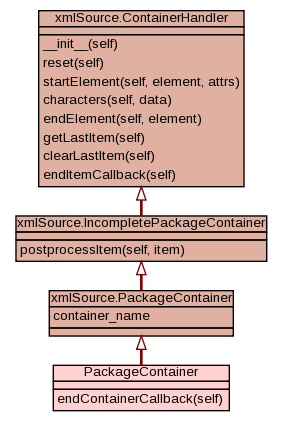 xmlSource.ContainerHandler
__init__(self)
reset(self)
startElement(self, element, attrs)
characters(self, data)
endElement(self, element)
getLastItem(self)
clearLastItem(self)
endItemCallback(self)
xmlSource.IncompletePackageContainer
postprocessItem(self, item)
xmlSource.PackageContainer
container_name
PackageContainer
endContainerCallback(self)